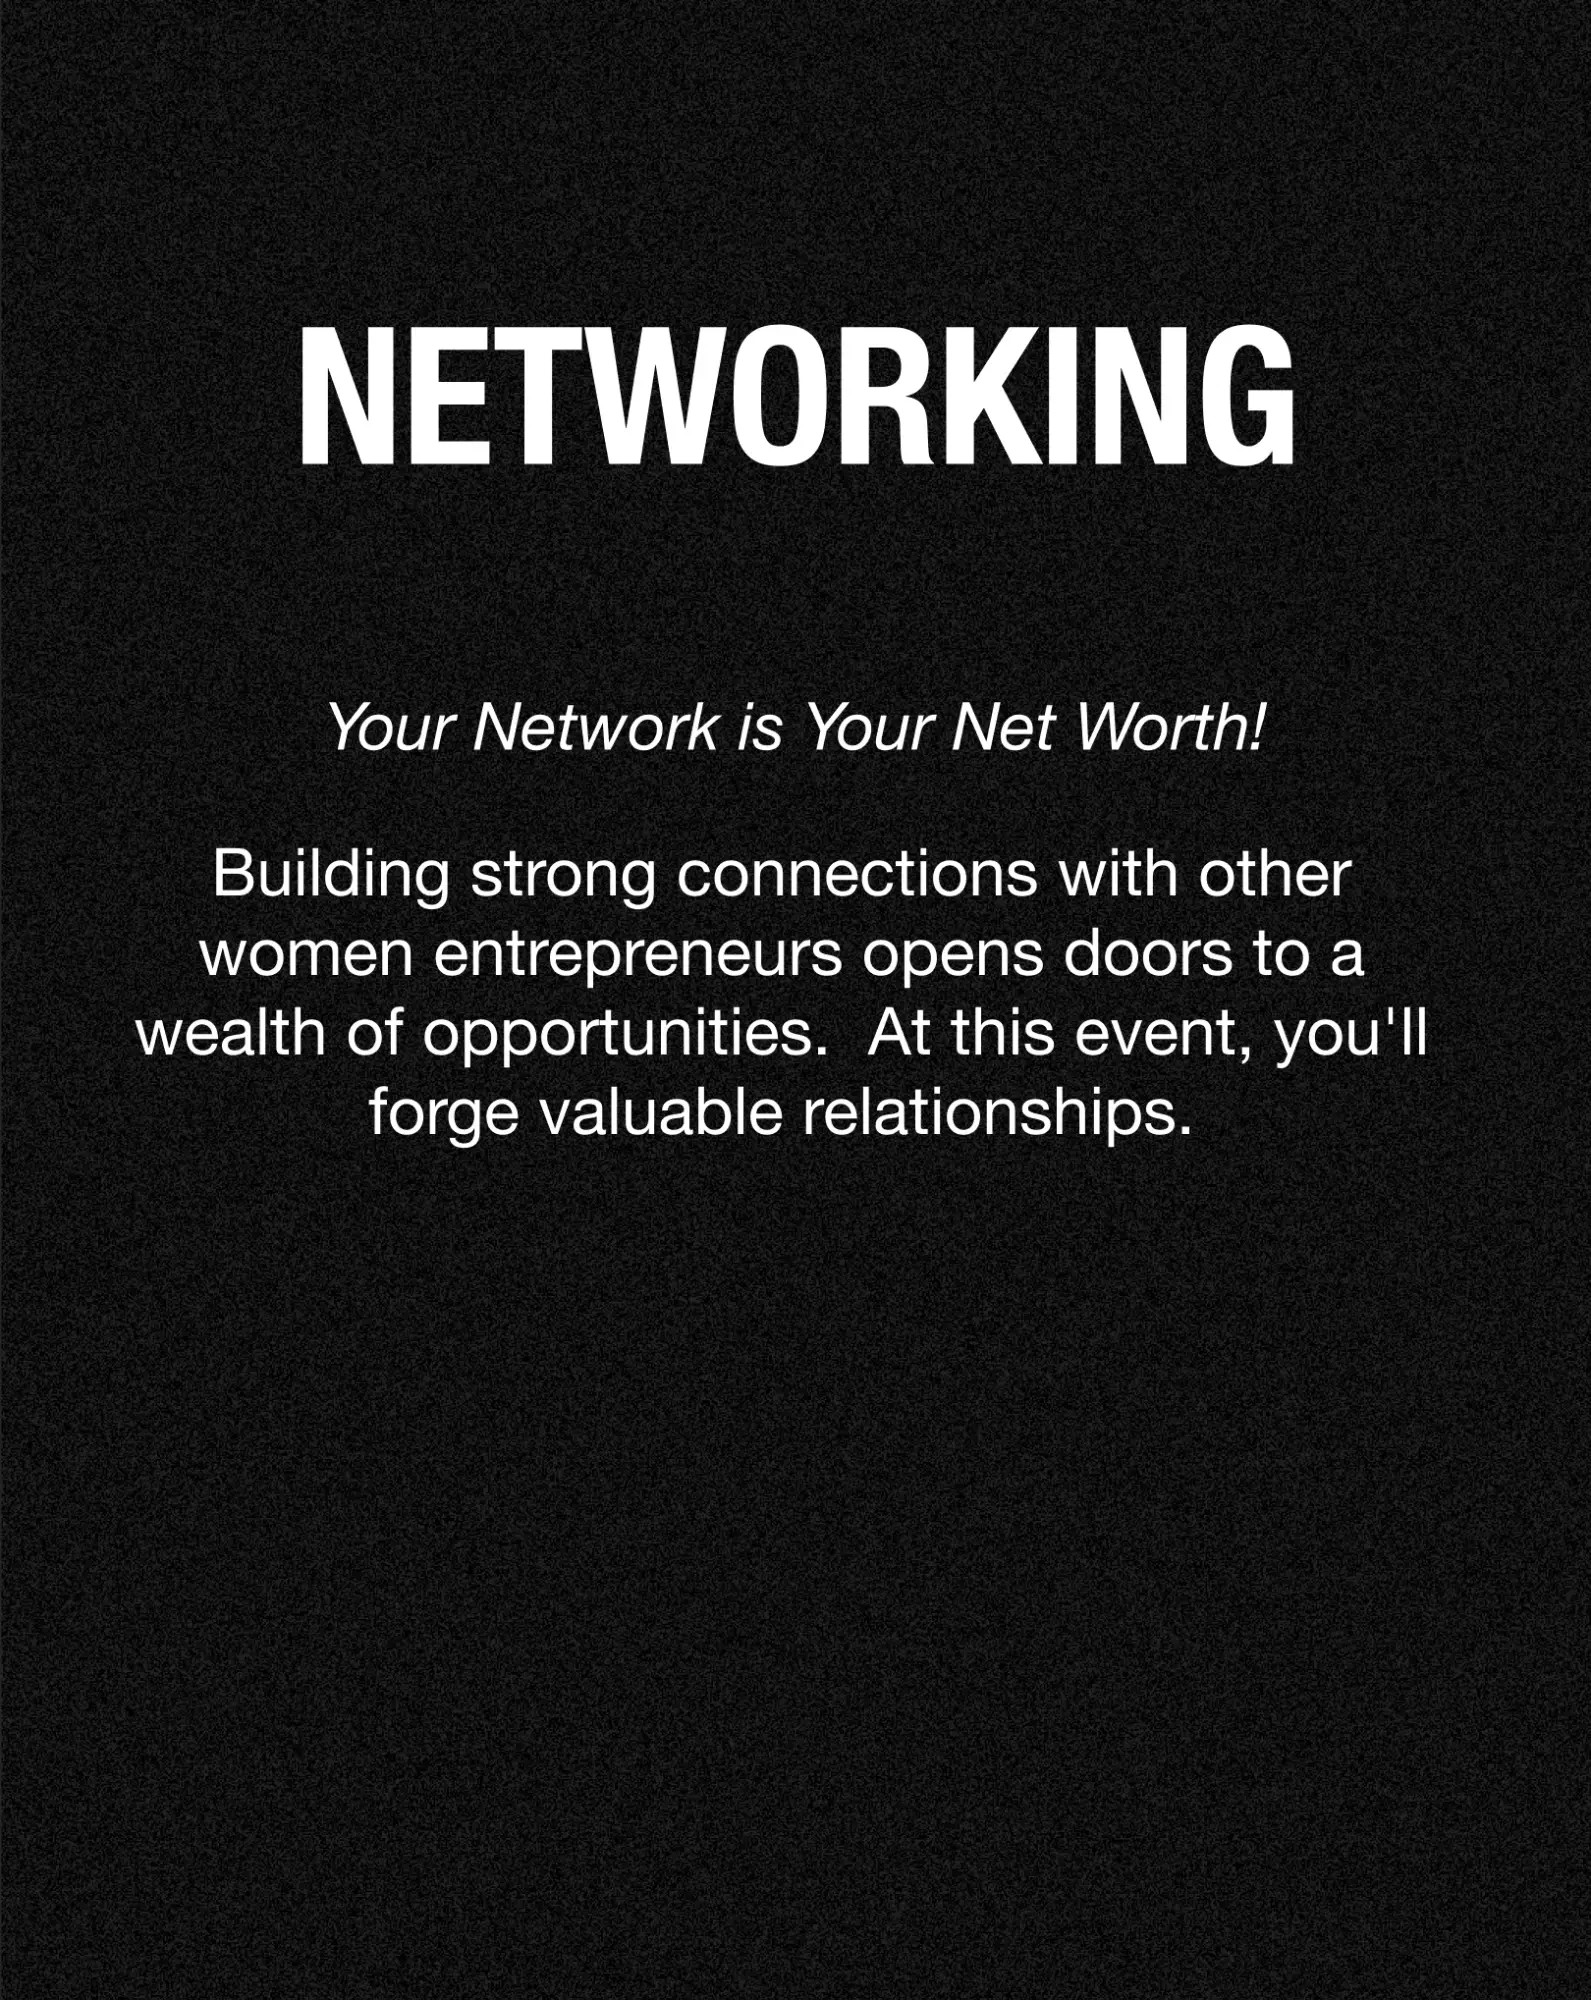 NETWORKING
Your Network is Your Net Worth!
Building strong connections with other
women entrepreneurs opens doors to a
wealth of opportunities.  At this event, you'll
forge valuable relationships.